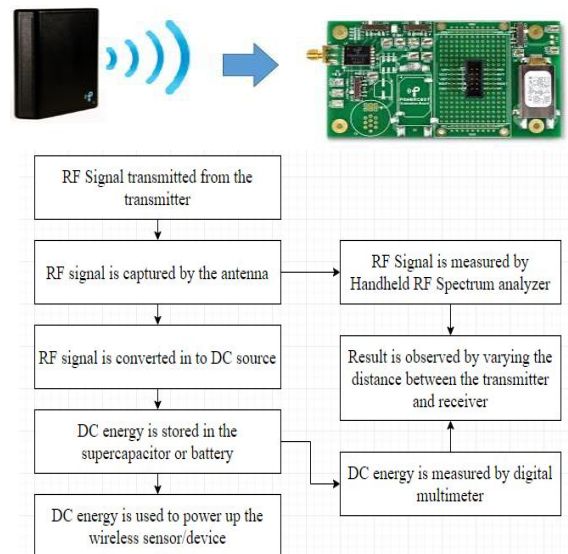 POWERCAST
RF Signal transmitted from the
transmitter
RF signal is captured by the antenna
RF Signal is measured by
Handheld RF Spectrum analyzer
RF signal is converted in to DC source
Result is observed by varying the
distance between the transmitter
and receiver
DC energy is stored in the
supercapacitor or battery
DC energy is measured by digital
multimeter
DC energy is used to power up the
wireless sensor/device